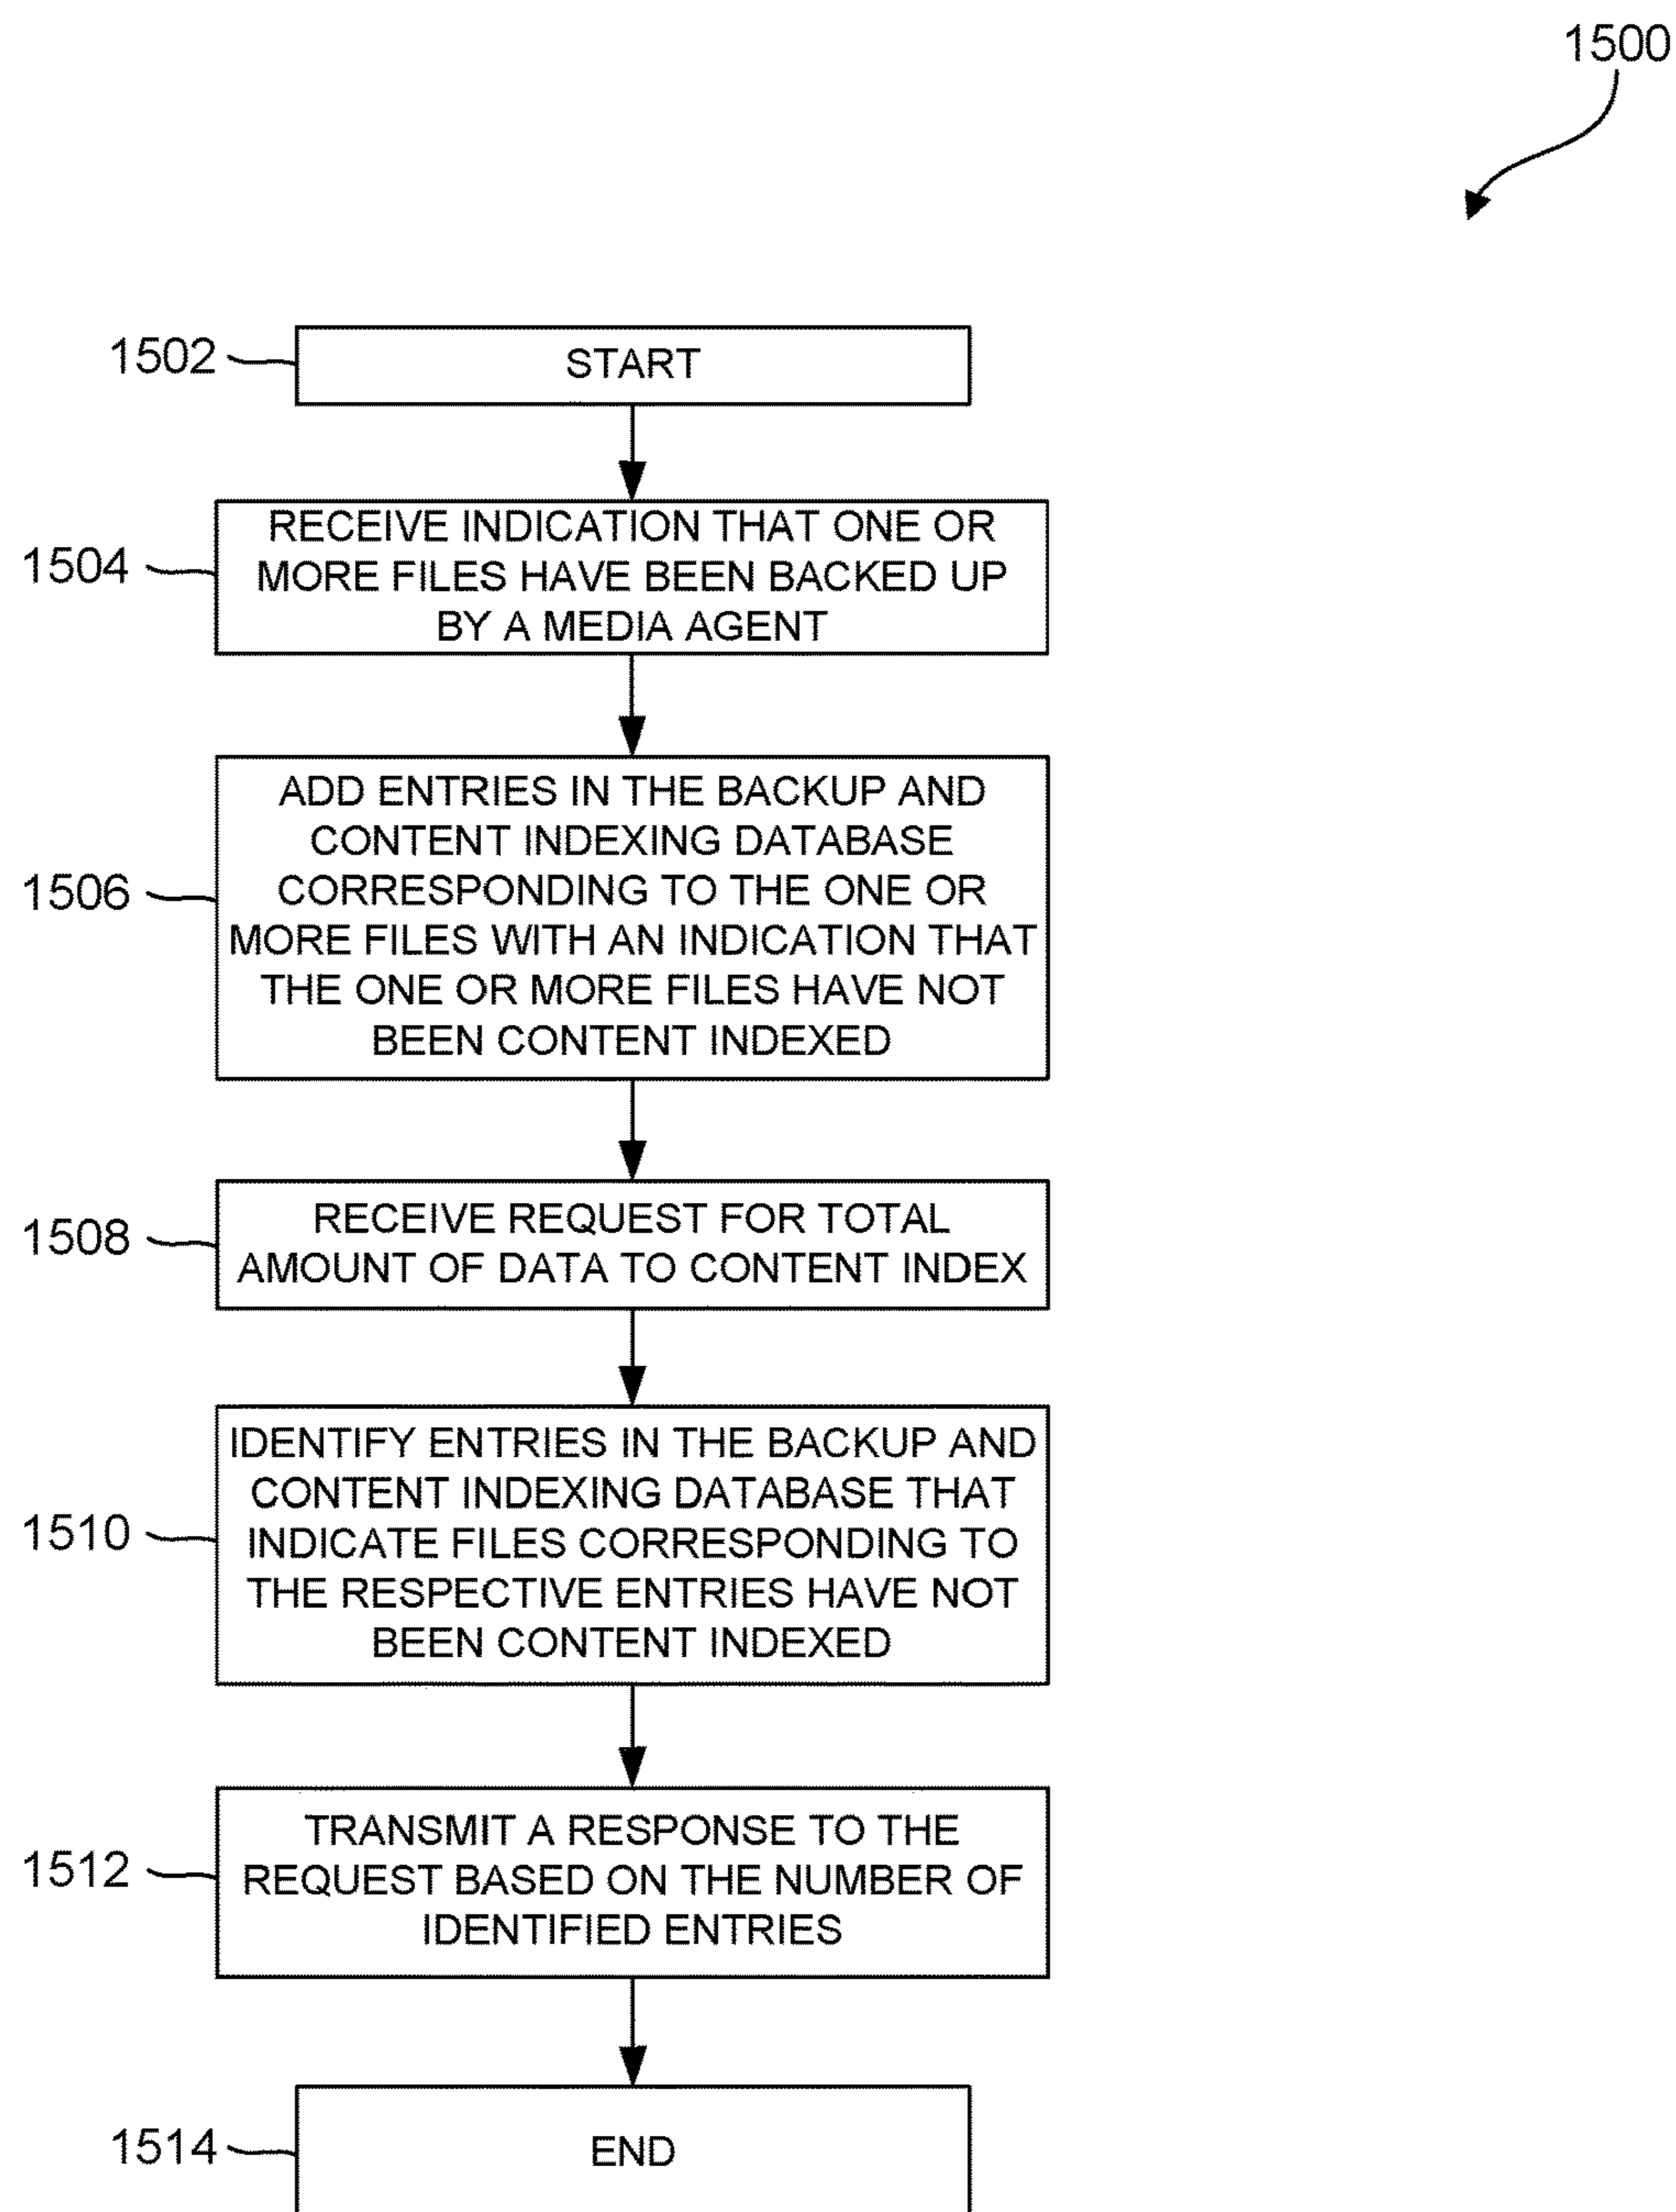 1500
1502
START
1504
RECEIVE INDICATION THAT ONE OR
MORE FILES HAVE BEEN BACKED UP
BY A MEDIA AGENT
1506
ADD ENTRIES IN THE BACKUP AND
CONTENT INDEXING DATABASE
CORRESPONDING TO THE ONE OR
MORE FILES WITH AN INDICATION THAT
THE ONE OR MORE FILES HAVE NOT
BEEN CONTENT INDEXED
1508
RECEIVE REQUEST FOR TOTAL
AMOUNT OF DATA TO CONTENT INDEX
1510
IDENTIFY ENTRIES IN THE BACKUP AND
CONTENT INDEXING DATABASE THAT
INDICATE FILES CORRESPONDING TO
THE RESPECTIVE ENTRIES HAVE NOT
BEEN CONTENT INDEXED
1512
TRANSMIT A RESPONSE TO THE
REQUEST BASED ON THE NUMBER OF
IDENTIFIED ENTRIES
1514
END